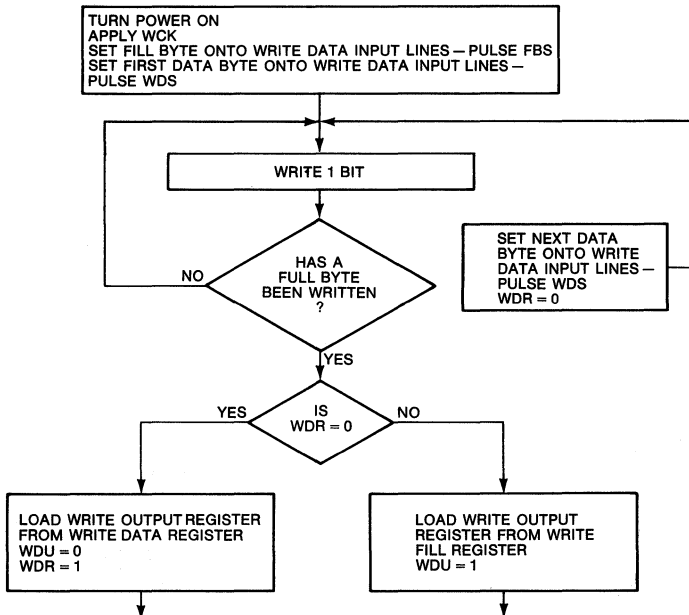 TURN POWER ON
APPLY WCK
SET FILL BYTE ONTO WRITE DATA INPUT LINES — PULSE FBS
SET FIRST DATA BYTE ONTO WRITE DATA INPUT LINES —
PULSE WDS
WRITE 1 BIT
HAS A
FULL BYTE
BEEN WRITTEN
?
NO
SET NEXT DATA
BYTE ONTO WRITE
DATA INPUT LINES —
PULSE WDS
WDR = 0
YES
IS
WDR = 0
YES
NO
LOAD WRITE OUTPUT REGISTER
FROM WRITE DATA REGISTER
WDU = 0
WDR = 1
LOAD WRITE OUTPUT
REGISTER FROM WRITE
FILL REGISTER
WDU = 1